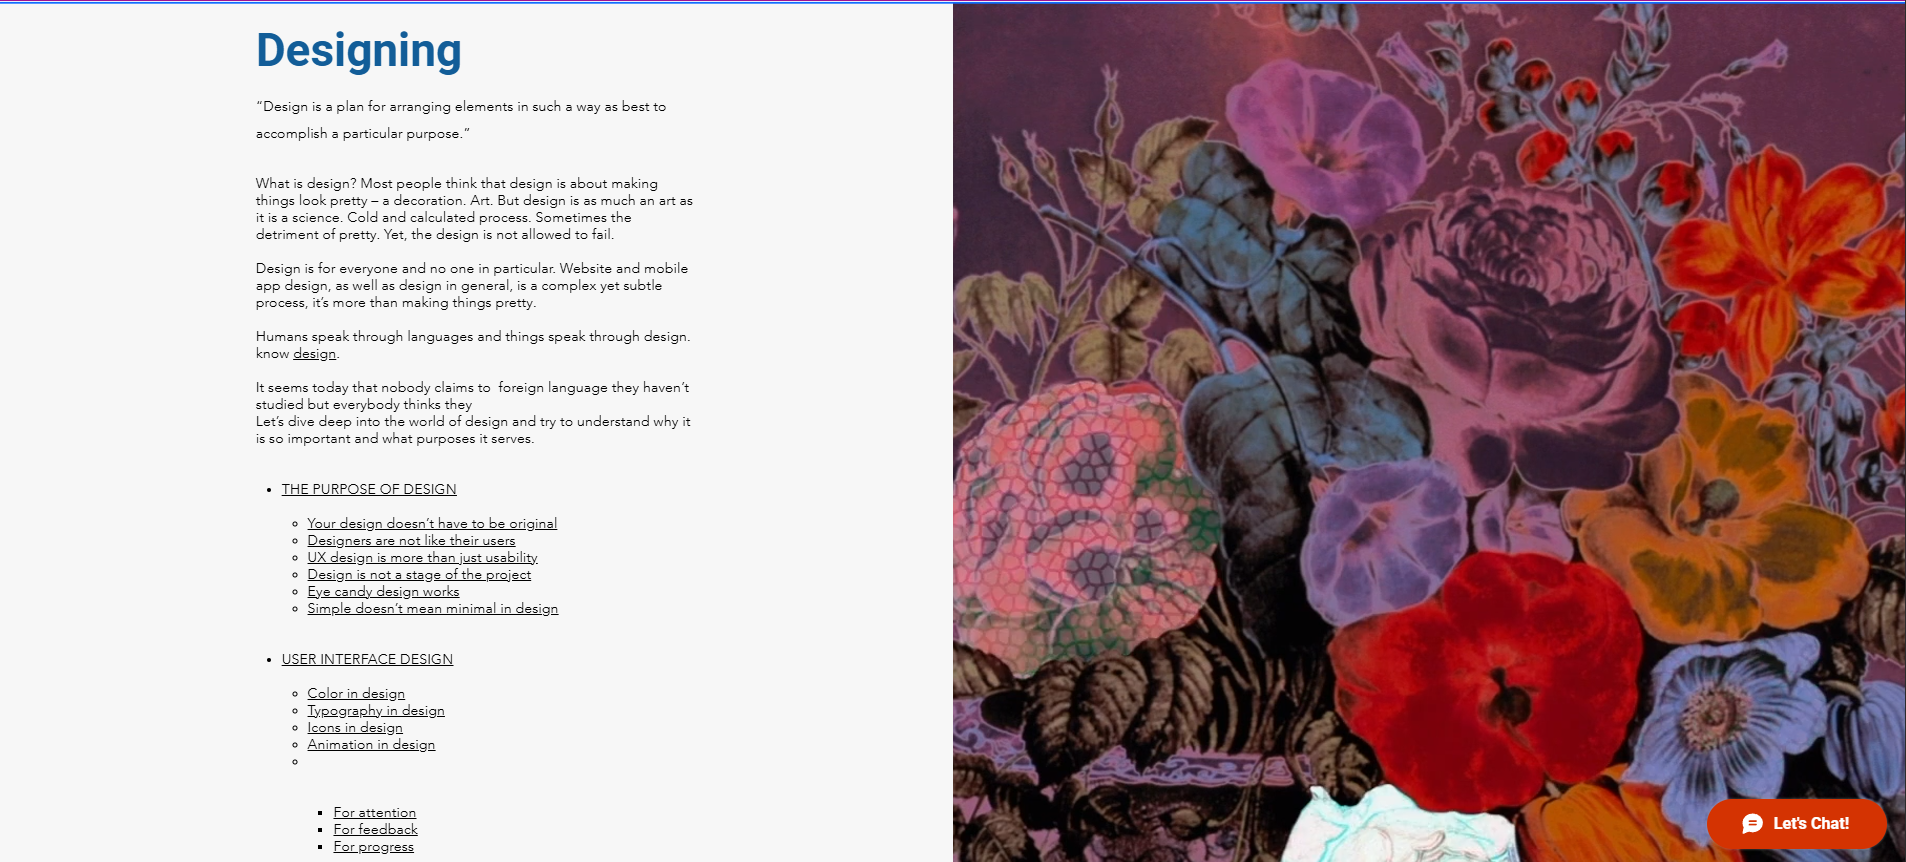 Designing
“Design is a plan for arranging elements in such a way as best to
accomplish a particular purpose.”
What is design? Most people think that design is about making
things look pretty – a decoration. Art. But design is as much an art as
it is a science. Cold and calculated process. Sometimes the
detriment of pretty. Yet, the design is not allowed to fail.
Design is for everyone and no one in particular. Website and mobile
app design, as well as design in general, is a complex yet subtle
process, it’s more than making things pretty.
Humans speak through languages and things speak through design.
know design.
It seems today that nobody claims to  foreign language they haven’t
studied but everybody thinks they
Let’s dive deep into the world of design and try to understand why it
is so important and what purposes it serves.
THE PURPOSE OF DESIGN
Your design doesn’t have to be original
Designers are not like their users
UX design is more than just usability
Design is not a stage of the project
Eye candy design works
Simple doesn’t mean minimal in design
USER INTERFACE DESIGN
Color in design
Typography in design
Icons in design
Animation in design
For attention
For feedback
For progress
Let's Chat!